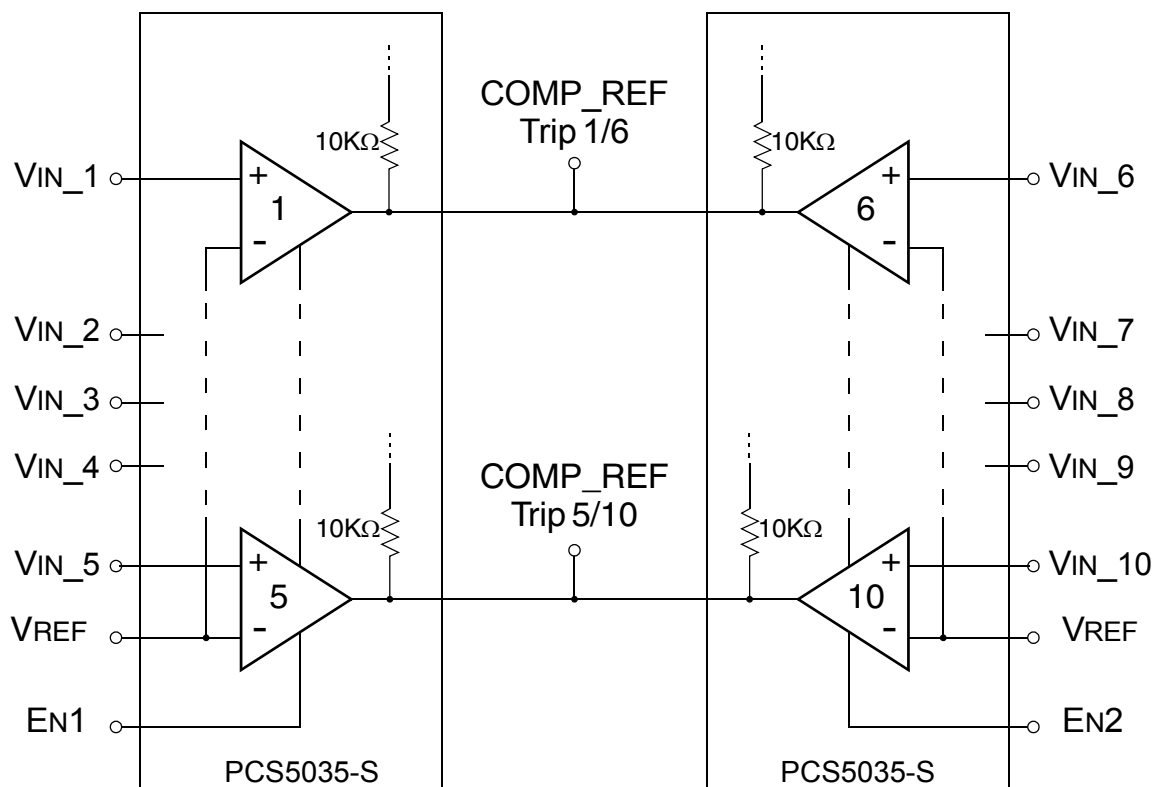 COMP_REF
Trip 1/6
10KΩ
10KΩ
VIN_1
+
1
-
+
6
-
VIN_6
VIN_2
VIN_7
VIN_3
VIN_8
VIN_4
VIN_9
COMP_REF
Trip 5/10
10KΩ
10KΩ
VIN_5
+
5
-
+
10
-
VIN_10
VREF
VREF
EN1
EN2
PCS5035-S
PCS5035-S